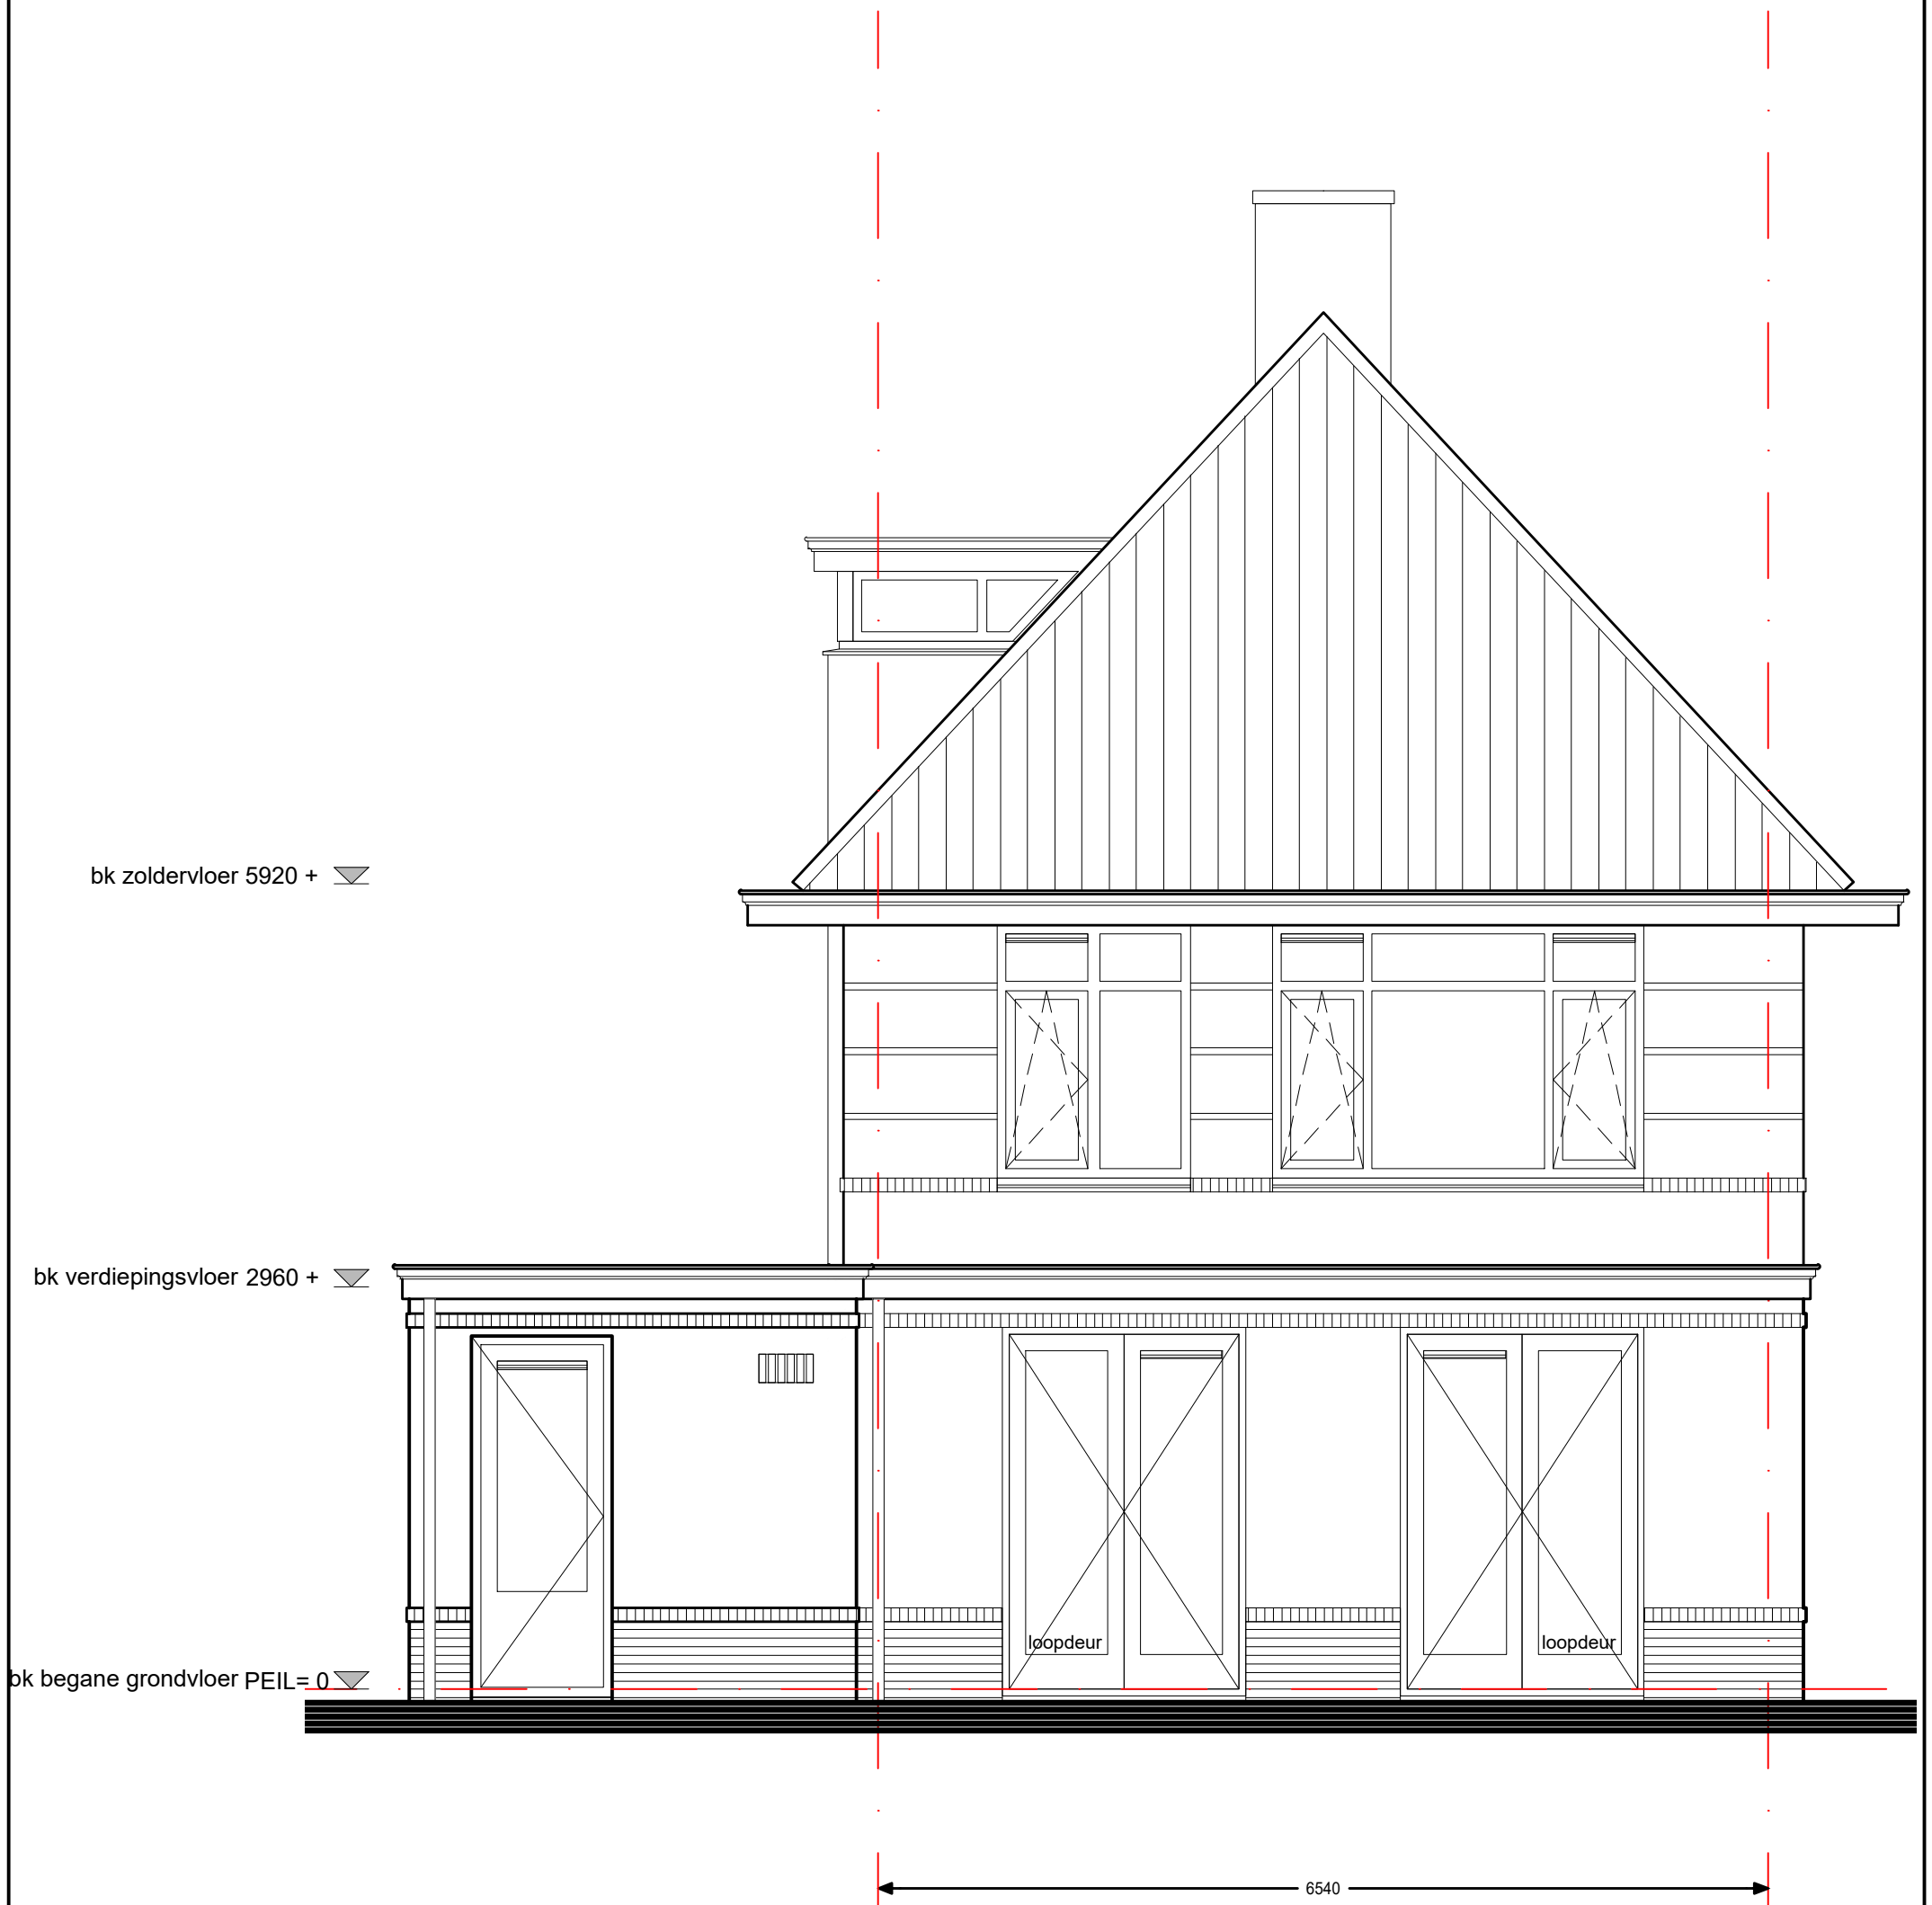 bk zoldervloer 5920 +
bk verdiepingsvloer 2960 +
loopdeur loopdeur
bk begane grondvloer PEIL= 0
6540